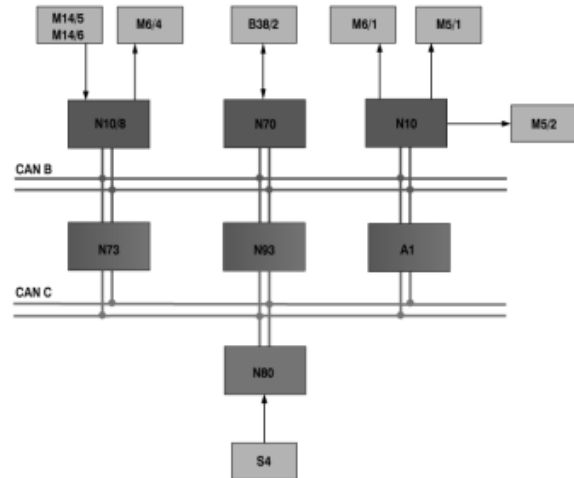 M14/5
M14/6
M6/4
B38/2
M6/1
M5/1
N10/8
N70
N10
M5/2
CAN B
N73
N93
A1
CAN C
N80
S4